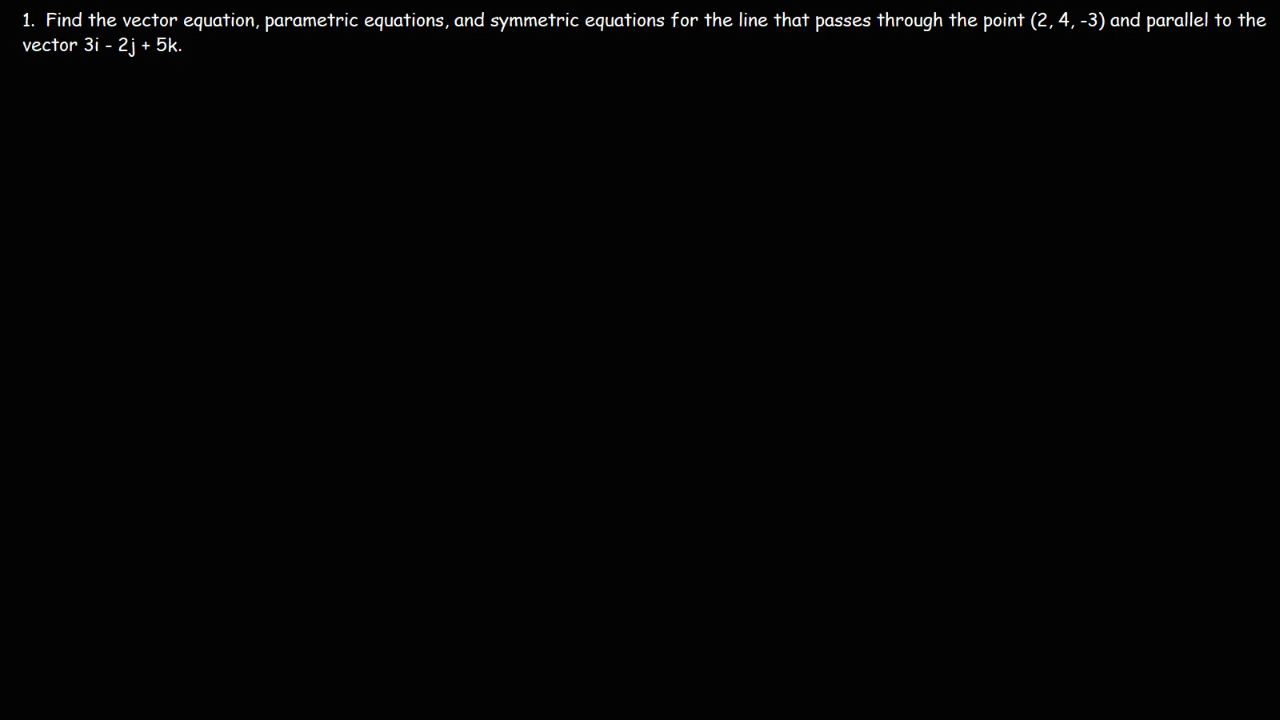 1. Find the vector equation, parametric equations, and symmetric equations for the line that passes through the point (2, 4, -3) and parallel to the
vector 3i - 2j + 5k.